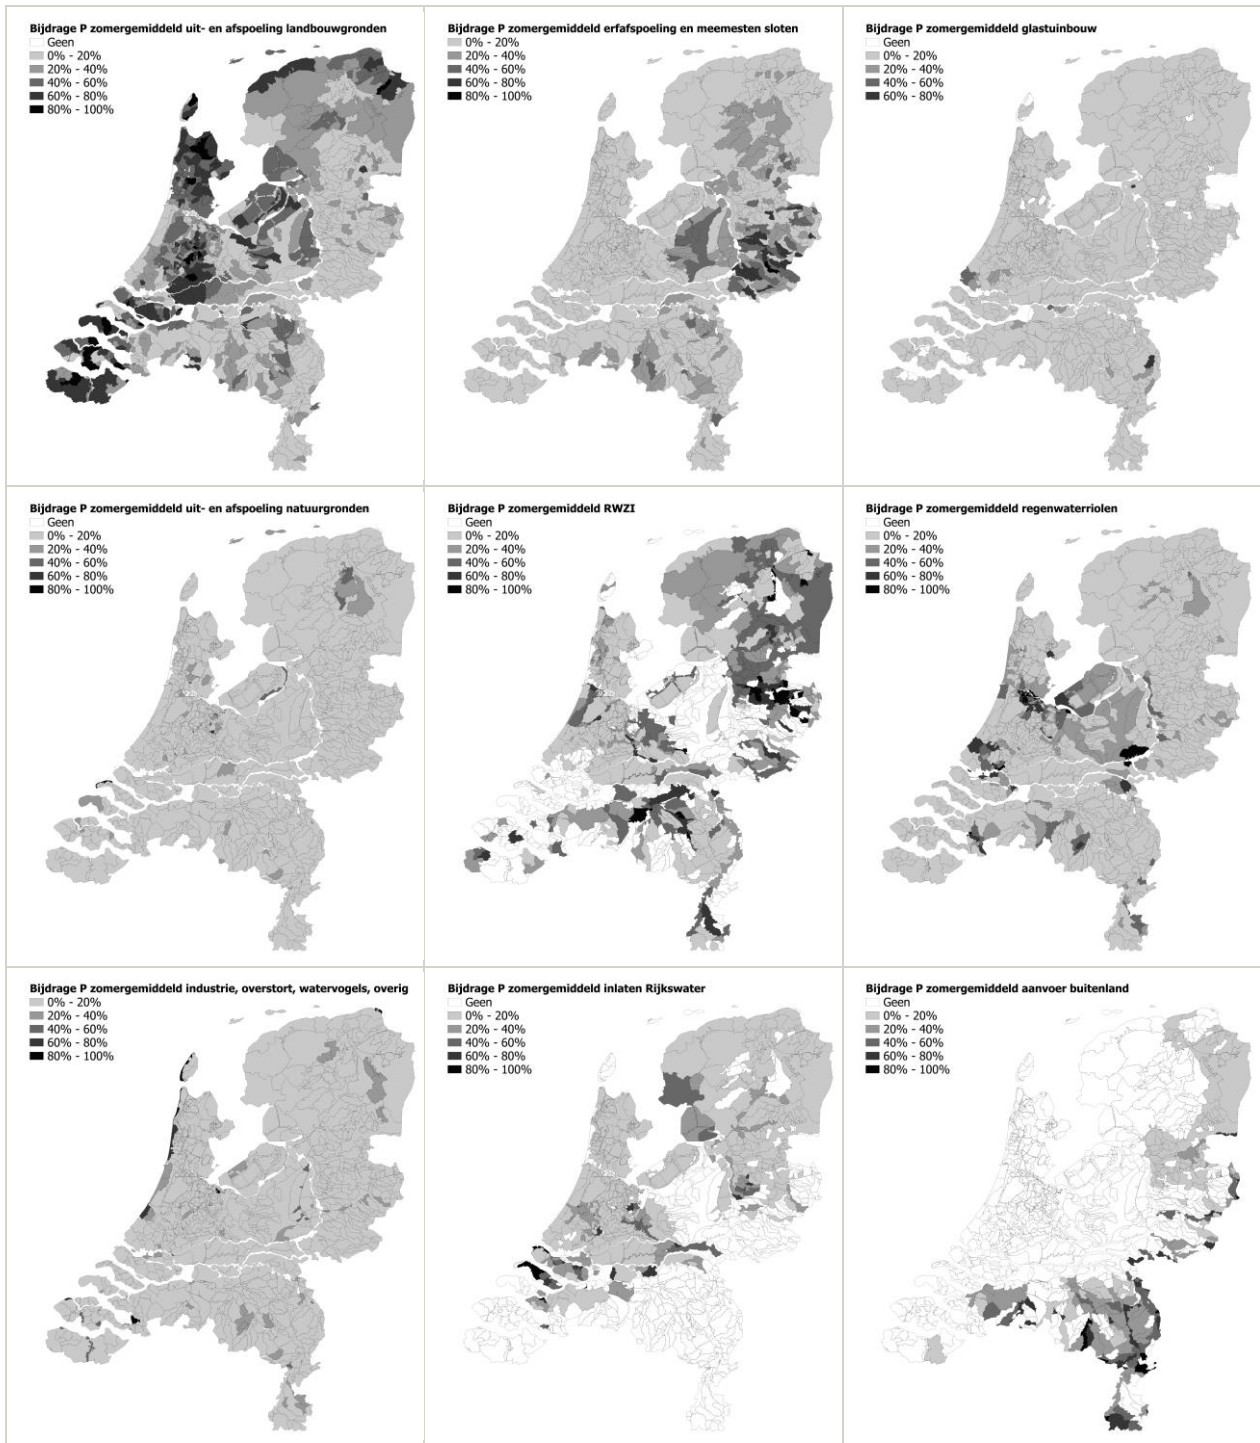 Bijdrage P zomergemiddeld uit- en afspoeling landbouwgronden
Geen
0% - 20%
20% - 40%
40% - 60%
60% - 80%
80% - 100%
Bijdrage P zomergemiddeld erfafspoeling en meemesten sloten
0% - 20%
20% - 40%
40% - 60%
60% - 80%
80% - 100%
Bijdrage P zomergemiddeld glastuinbouw
Geen
0% - 20%
20% - 40%
40% - 60%
60% - 80%
Bijdrage P zomergemiddeld uit- en afspoeling natuurgronden
Geen
0% - 20%
20% - 40%
40% - 60%
60% - 80%
80% - 100%
Bijdrage P zomergemiddeld RWZI
Geen
0% - 20%
20% - 40%
40% - 60%
60% - 80%
80% - 100%
Bijdrage P zomergemiddeld regenwaterriolen
Geen
0% - 20%
20% - 40%
40% - 60%
60% - 80%
80% - 100%
Bijdrage P zomergemiddeld industrie, overstort, watervogels, overig
0% - 20%
20% - 40%
40% - 60%
60% - 80%
80% - 100%
Bijdrage P zomergemiddeld inlaten Rijkswater
Geen
0% - 20%
20% - 40%
40% - 60%
60% - 80%
80% - 100%
Bijdrage P zomergemiddeld aanvoer buitenland
Geen
0% - 20%
20% - 40%
40% - 60%
60% - 80%
80% - 100%